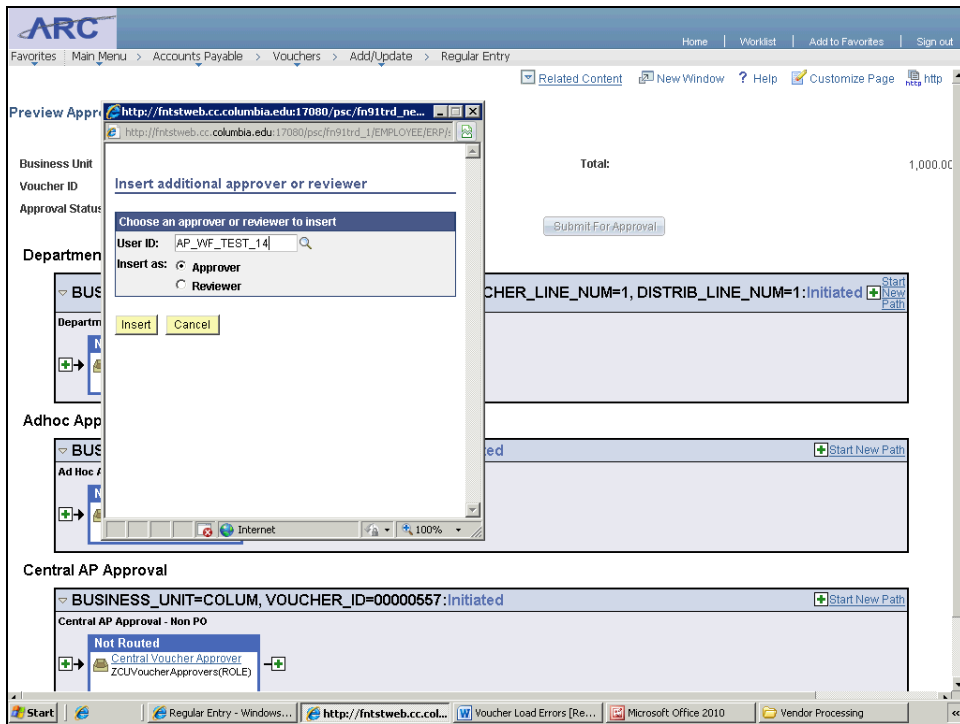 ARC
Home | Worklist | Add to Favorites | Sign out
Favorites Main Menu > Accounts Payable > Vouchers > Add/Update > Regular Entry
Related Content New Window ? Help Customize Page http
Preview Appr
http://fntstweb.cc.columbia.edu:17080/psc/fn91trd_ne...
http://fntstweb.cc.columbia.edu:17080/psc/fn91trd_1/EMPLOYEE/ERP/
Business Unit
Total: 1,000.00
Voucher ID
Approval Status
Insert additional approver or reviewer
Choose an approver or reviewer to insert
User ID: AP_WF_TEST_14
Insert as: Approver
Reviewer
Insert Cancel
Submit For Approval
Departmen
BUS
CHER_LINE_NUM=1, DISTRIB_LINE_NUM=1:Initiated Start New Path
Departm
N
Adhoc App
BUS
ed
Start New Path
Ad Hoc A
N
Internet 100%
Central AP Approval
BUSINESS_UNIT=COLUM, VOUCHER_ID=00000557:Initiated Start New Path
Central AP Approval - Non PO
Not Routed
Central Voucher Approver
ZCUVoucherApprovers(ROLE)
Start Regular Entry - Windows... http://fntstweb.cc.col... Voucher Load Errors [Re... Microsoft Office 2010 Vendor Processing